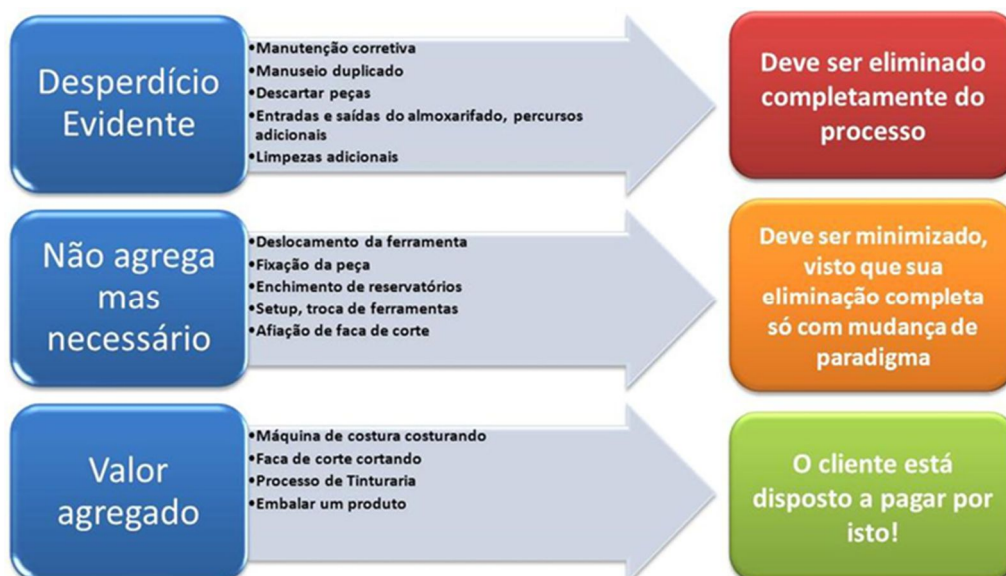 Desperdício
Evidente
•Manutenção corretiva
•Manuseio duplicado
•Descartar peças
•Entradas e saídas do almoxarifado, percursos
adicionais
•Limpezas adicionais
Deve ser eliminado
completamente do
processo
Não agrega
mas
necessário
•Deslocamento da ferramenta
•Fixação da peça
•Enchimento de reservatórios
•Setup, troca de ferramentas
•Afiação de faca de corte
Deve ser minimizado,
visto que sua
eliminação completa
só com mudança de
paradigma
Valor
agregado
•Máquina de costura costurando
•Faca de corte cortando
•Processo de Tinturaria
•Embalar um produto
O cliente está
disposto a pagar por
isto!